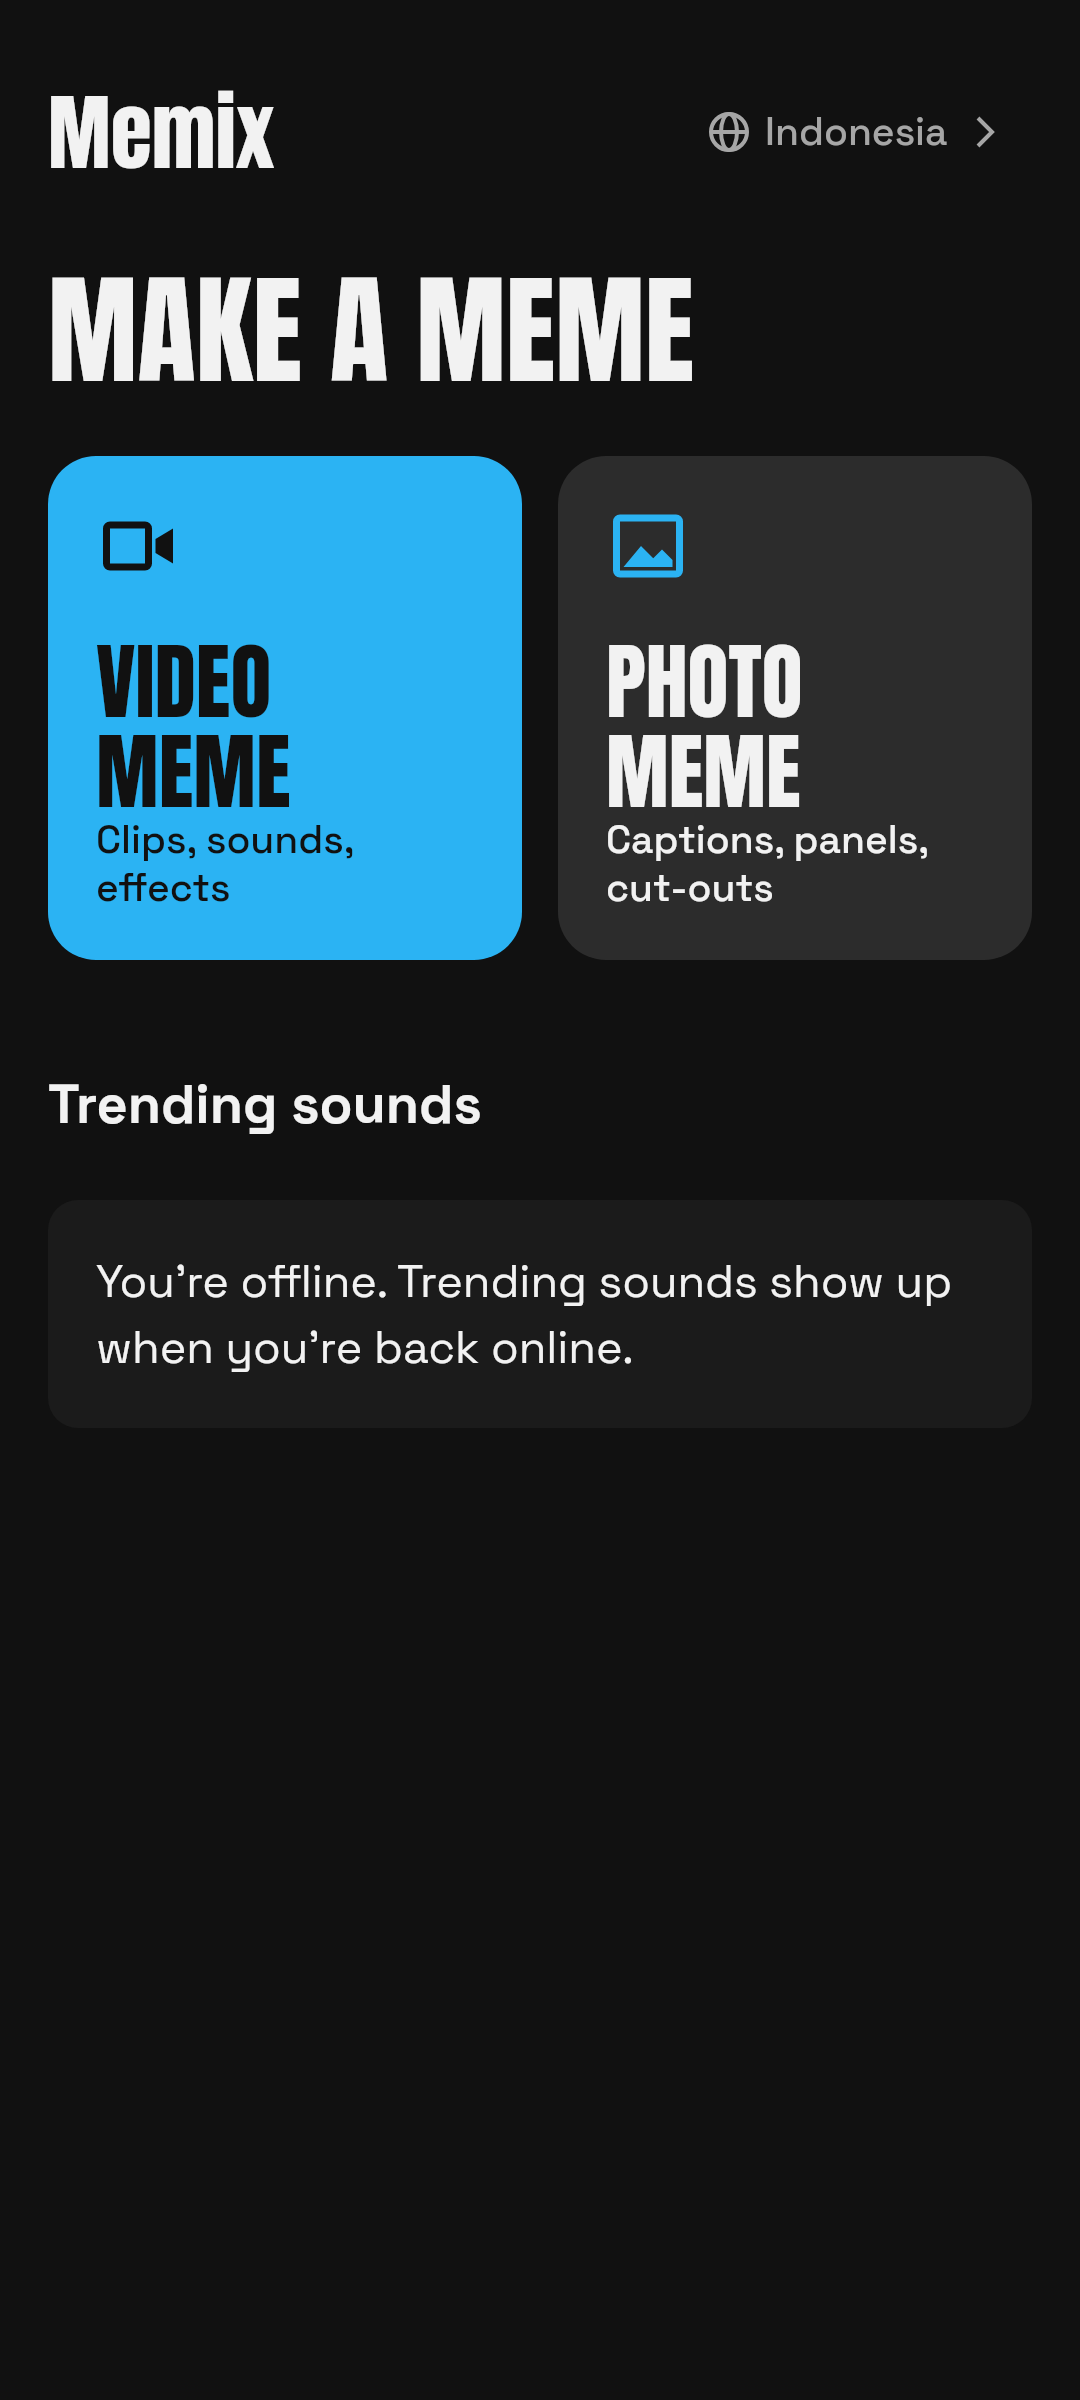 Memix
Indonesia
MAKE A MEME
VIDEO
MEME
Clips, sounds,
effects
PHOTO
MEME
Captions, panels,
cut-outs
Trending sounds
You’re offline. Trending sounds show up
when you’re back online.